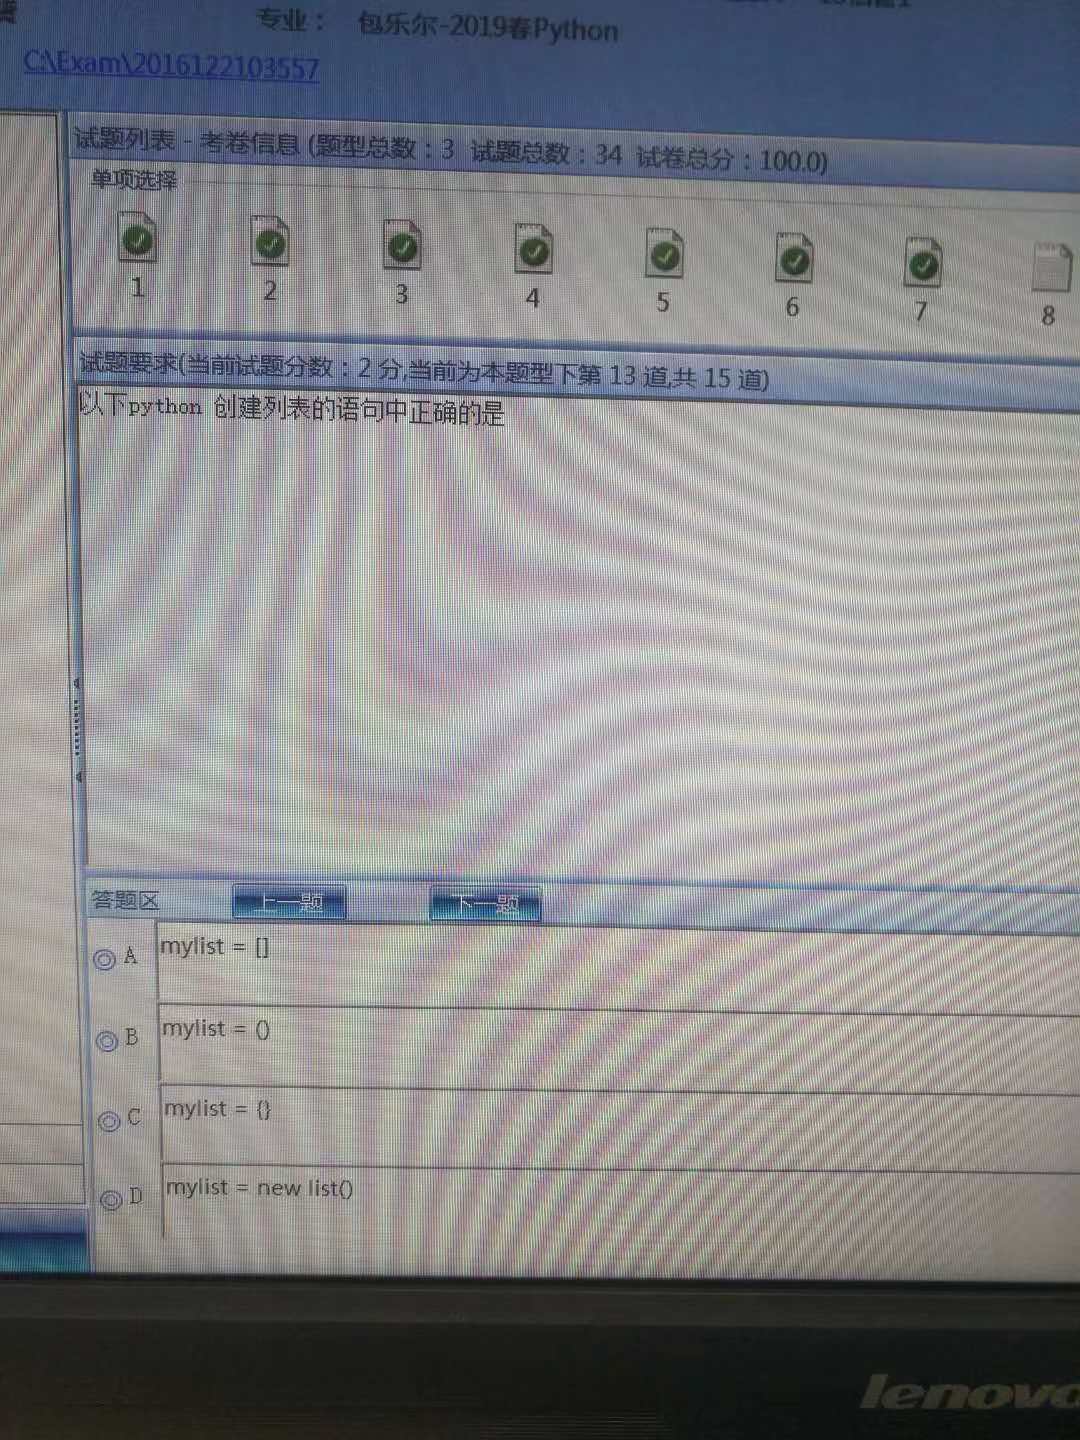 专业： 包乐尔-2019春Python
C:\Exam\2016122103557
试题列表 - 考卷信息 (题型总数：3 试题总数：34 试卷总分：100.0)
单项选择
1 2 3 4 5 6 7 8
试题要求(当前试题分数：2 分,当前为本题型下第 13 道,共 15 道)
以下python 创建列表的语句中正确的是
答题区 上一题 下一题
A mylist = []
B mylist = ()
C mylist = {}
D mylist = new list()
lenovo